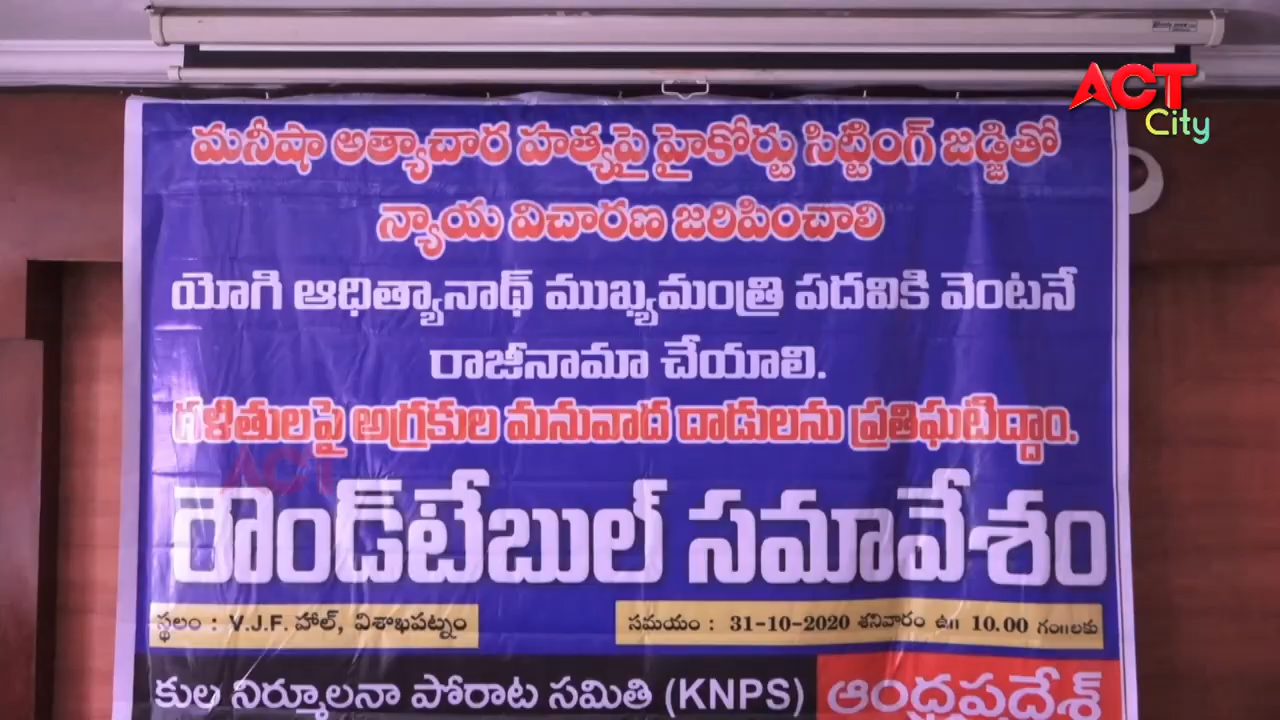 ACT
City
మనీషా అత్యాచార హత్యపై హైకోర్టు సిట్టింగ్ జడ్జితో
న్యాయ విచారణ జరిపించాలి
యోగి ఆధిత్యానాథ్ ముఖ్యమంత్రి పదవికి వెంటనే
రాజీనామా చేయాలి.
దళితులపై అగ్రకుల మనువాద దాడులను ప్రతిఘటిద్దాం.
ACT
రౌండ్‌టేబుల్ సమావేశం
స్థలం : V.J.F. హాల్, విశాఖపట్నం
సమయం : 31-10-2020 శనివారం ఉ॥ 10.00 గం॥లకు
కుల నిర్మూలనా పోరాట సమితి (KNPS)
ఆంధ్రప్రదేశ్